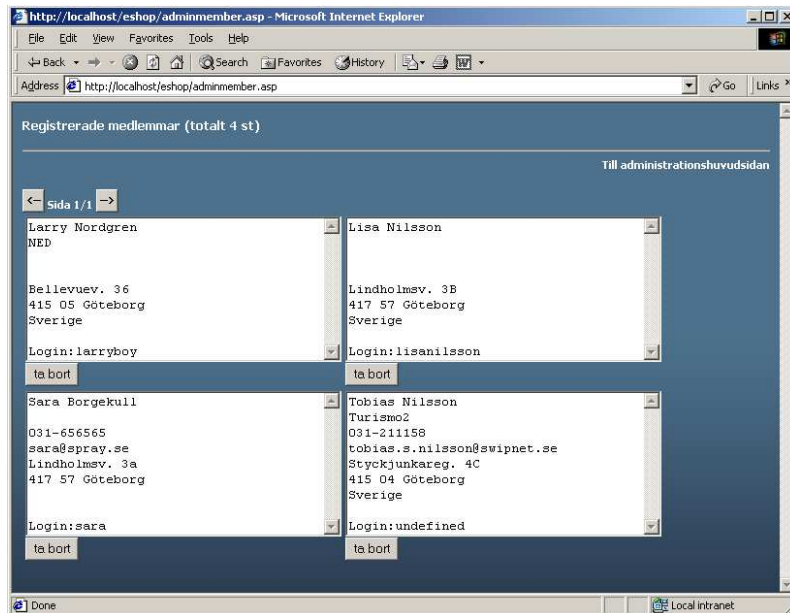 http://localhost/eshop/adminmember.asp - Microsoft Internet Explorer
File Edit View Favorites Tools Help
Back Search Favorites History
Address http://localhost/eshop/adminmember.asp Go Links »
Registrerade medlemmar (totalt 4 st)
Till administrationshuvudsidan
<- Sida 1/1 ->
Larry Nordgren
NED
Bellevuev. 36
415 05 Göteborg
Sverige
Login:larryboy
ta bort
Lisa Nilsson
Lindholmsv. 3B
417 57 Göteborg
Sverige
Login:lisanilsson
ta bort
Sara Borgekull
031-656565
sara@spray.se
Lindholmsv. 3a
417 57 Göteborg
Login:sara
ta bort
Tobias Nilsson
Turismo2
031-211158
tobias.s.nilsson@swipnet.se
Styckjunkareg. 4C
415 04 Göteborg
Sverige
Login:undefined
ta bort
Done Local intranet